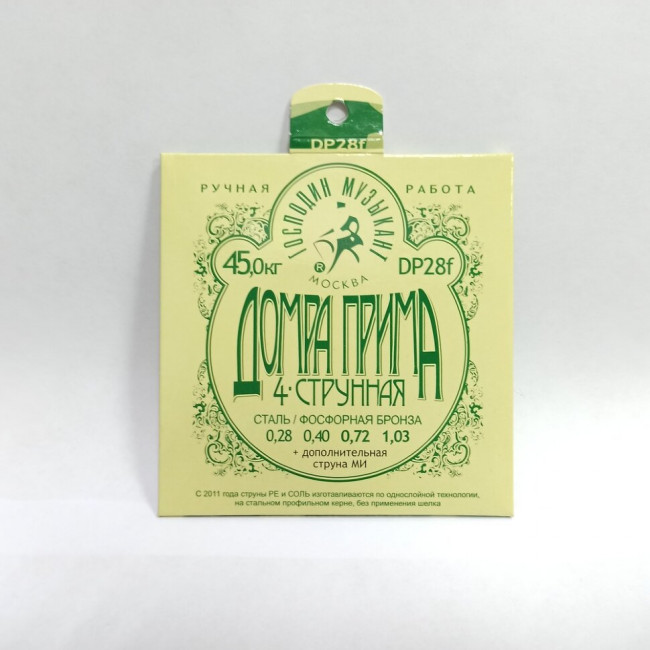 DP28f
РУЧНАЯ РАБОТА
ГОСПОДИН МУЗЫКАНТ
®
МОСКВА
45,0кг DP28f
ДОМРА ПРИМА
4-СТРУННАЯ
СТАЛЬ / ФОСФОРНАЯ БРОНЗА
0,28 0,40 0,72 1,03
+ дополнительная
струна МИ
С 2011 года струны РЕ и СОЛЬ изготавливаются по однослойной технологии,
на стальном профильном керне, без применения шелка